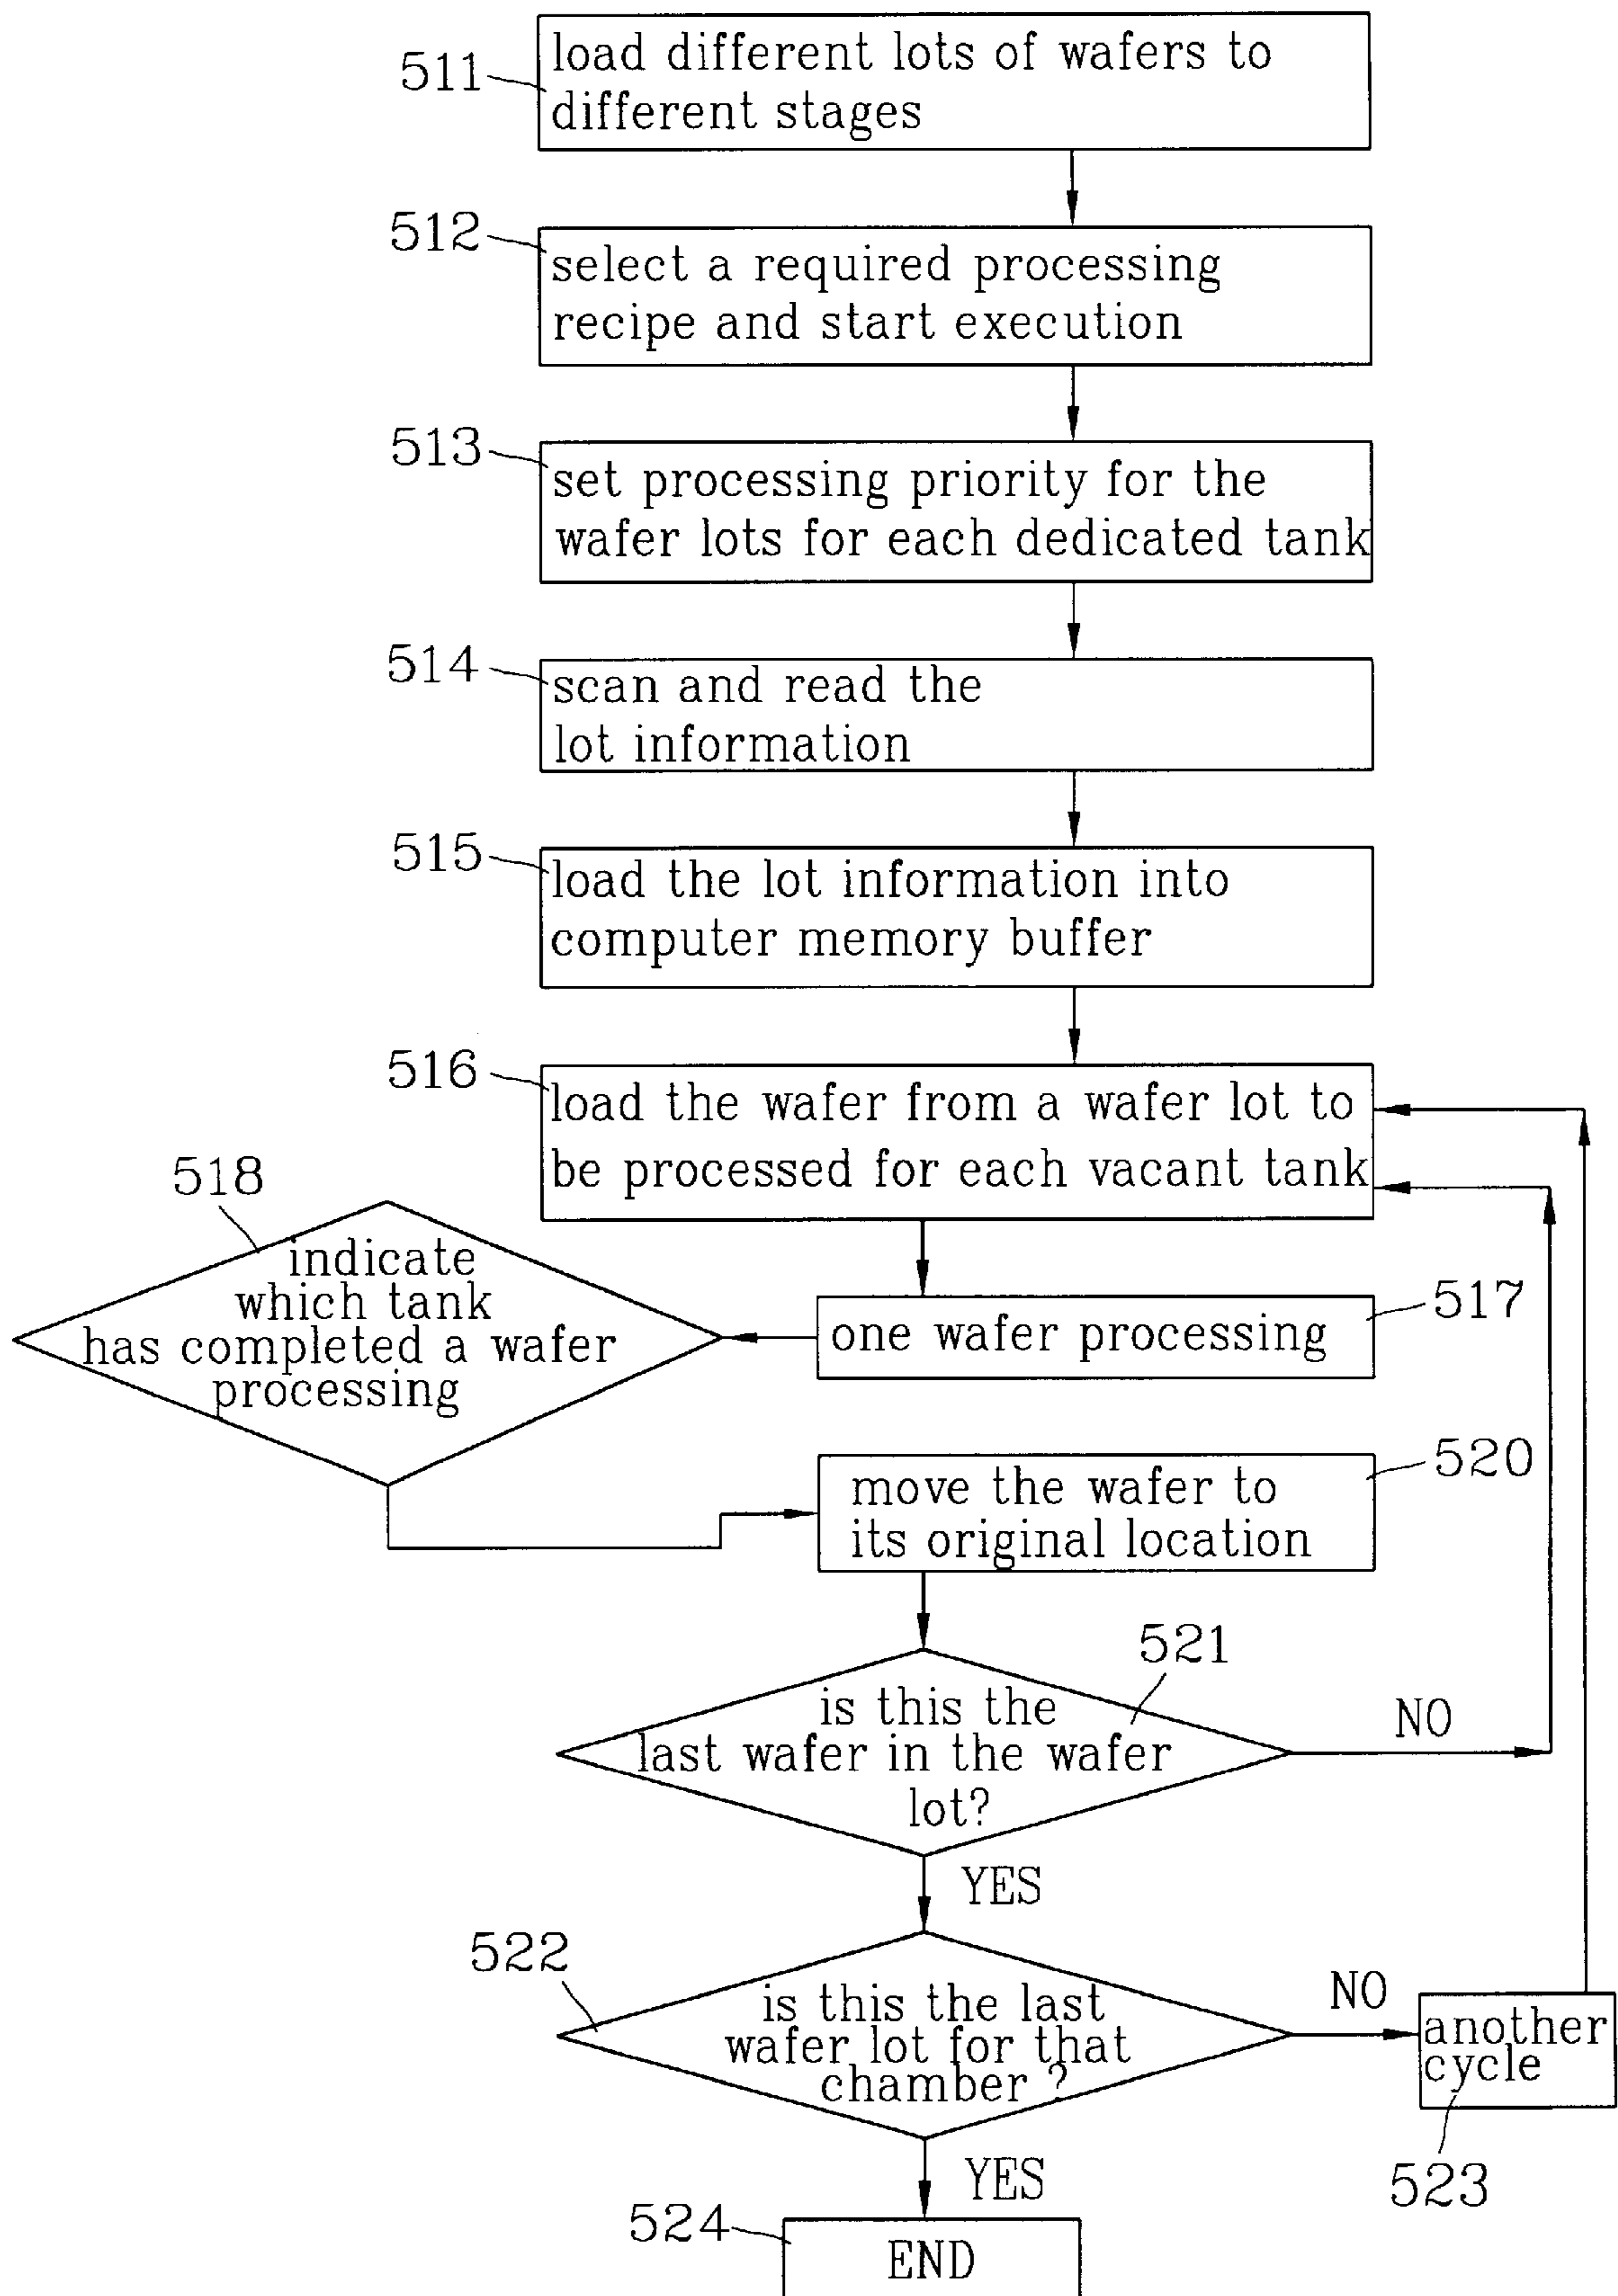 511
load different lots of wafers to
different stages
512
select a required processing
recipe and start execution
513
set processing priority for the
wafer lots for each dedicated tank
514
scan and read the
lot information
515
load the lot information into
computer memory buffer
516
load the wafer from a wafer lot to
be processed for each vacant tank
518
indicate
which tank
has completed a wafer
processing
517
one wafer processing
520
move the wafer to
its original location
521
is this the
last wafer in the wafer
lot?
NO
YES
522
is this the last
wafer lot for that
chamber ?
NO
another
cycle
523
YES
524
END